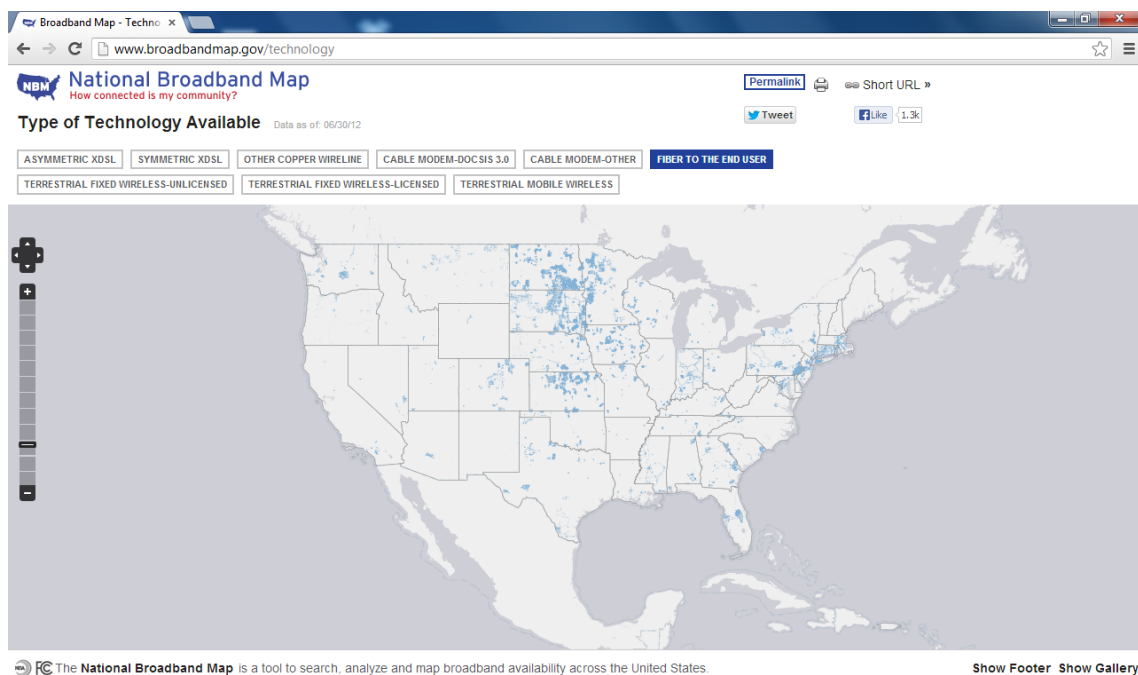 Broadband Map - Techno
www.broadbandmap.gov/technology
NBM National Broadband Map
How connected is my community?
Permalink Short URL »
Type of Technology Available Data as of: 06/30/12
Tweet Like 1.3k
ASYMMETRIC XDSL SYMMETRIC XDSL OTHER COPPER WIRELINE CABLE MODEM-DOCSIS 3.0 CABLE MODEM-OTHER FIBER TO THE END USER
TERRESTRIAL FIXED WIRELESS-UNLICENSED TERRESTRIAL FIXED WIRELESS-LICENSED TERRESTRIAL MOBILE WIRELESS
FC The National Broadband Map is a tool to search, analyze and map broadband availability across the United States. Show Footer Show Gallery